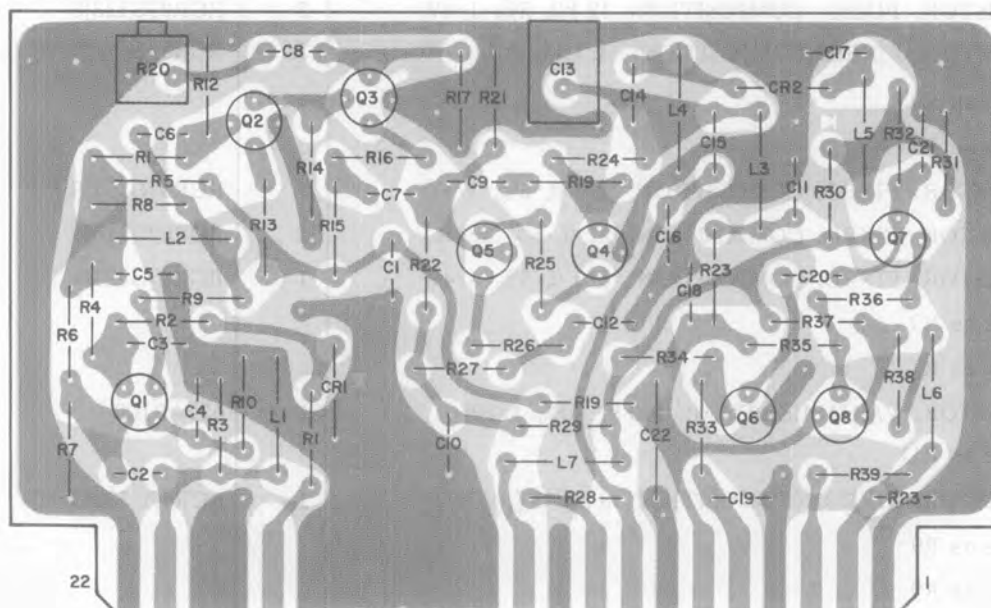 C8 C17
R20 R12 R17 R21 C13 C14 L4 CR2
Q3
Q2 L5 R32
C6 C15 C21
R1 R14 R16 R24 L3 R31
R5 C7 C9 R19 C11 R30
R8
L2 R13 R15 C1 R22 Q5 R25 Q4 C16 R23 Q7
C5 C20
R4 R9 C18 R36
R6 R2 C12 R37
C3 R26 R35
R27 R34
CR1 R38
Q1 C4 R3 R10 L1 R1 R19 R33 Q6 Q8 L6
R7 C10 R29 C22
C2 L7 R39
R28 C19 R23
22 1